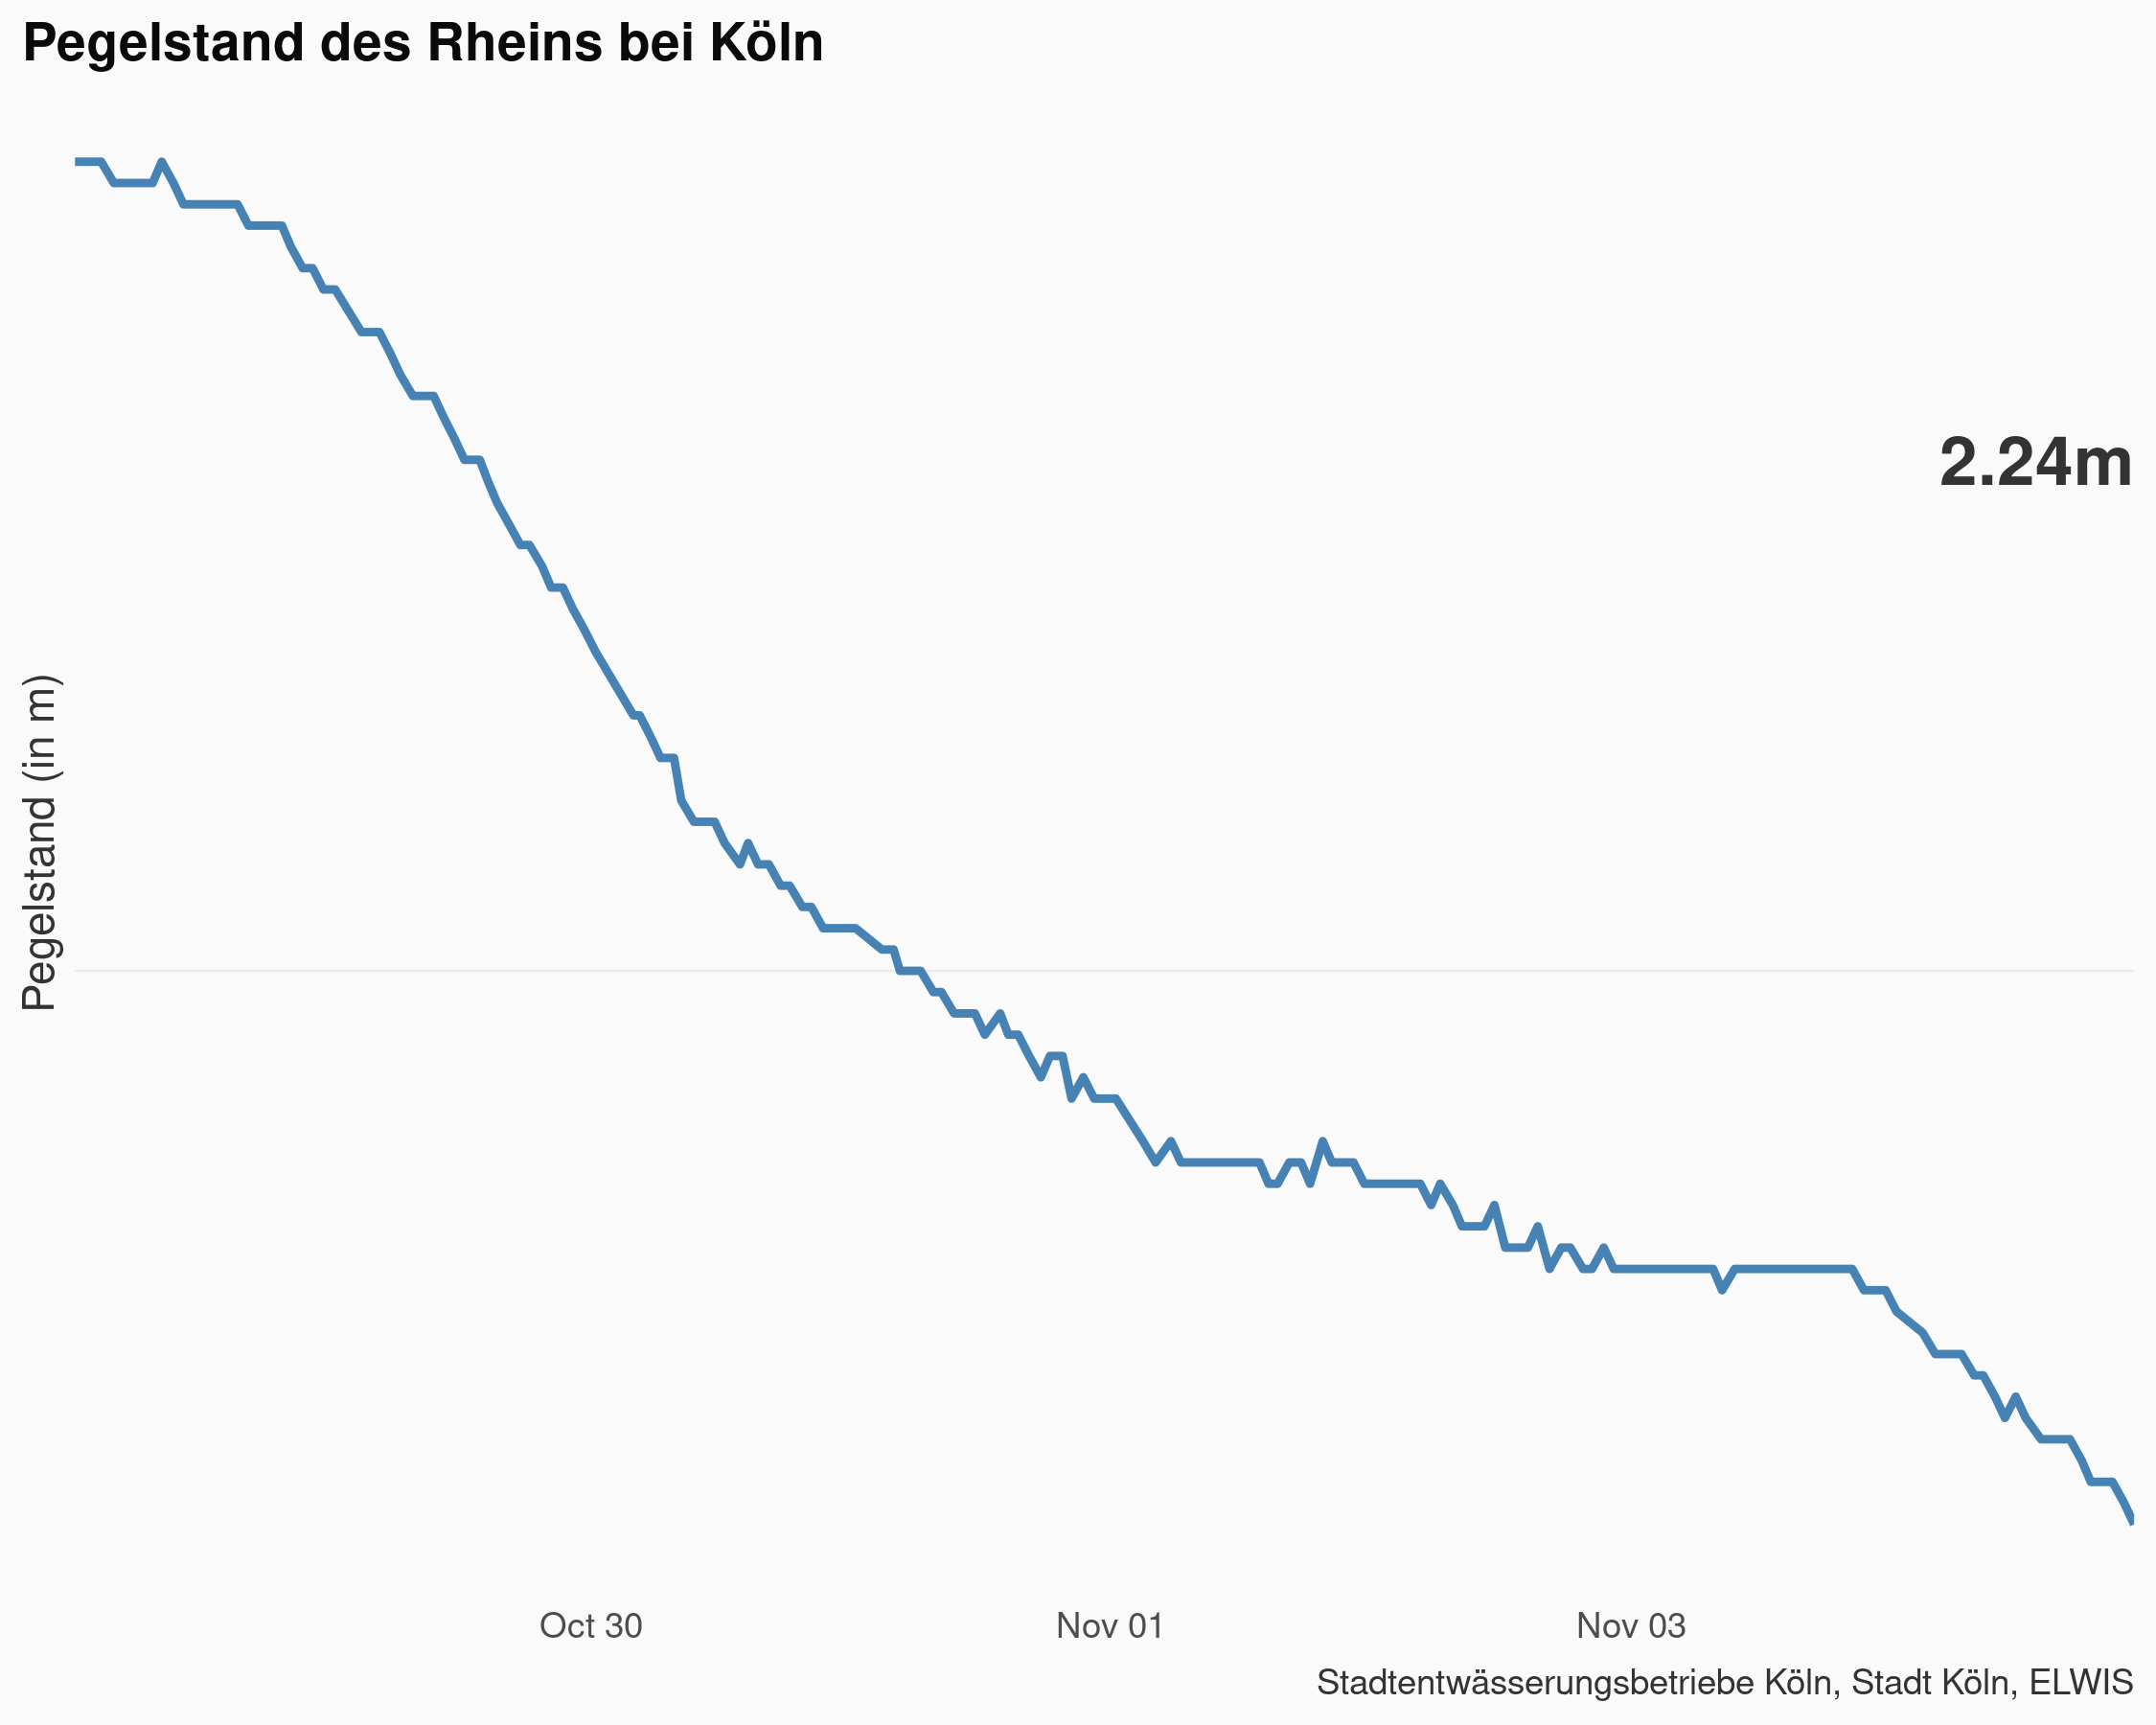 Pegelstand des Rheins bei Köln
2.24m
Pegelstand (in m)
Oct 30
Nov 01
Nov 03
Stadtentwässerungsbetriebe Köln, Stadt Köln, ELWIS